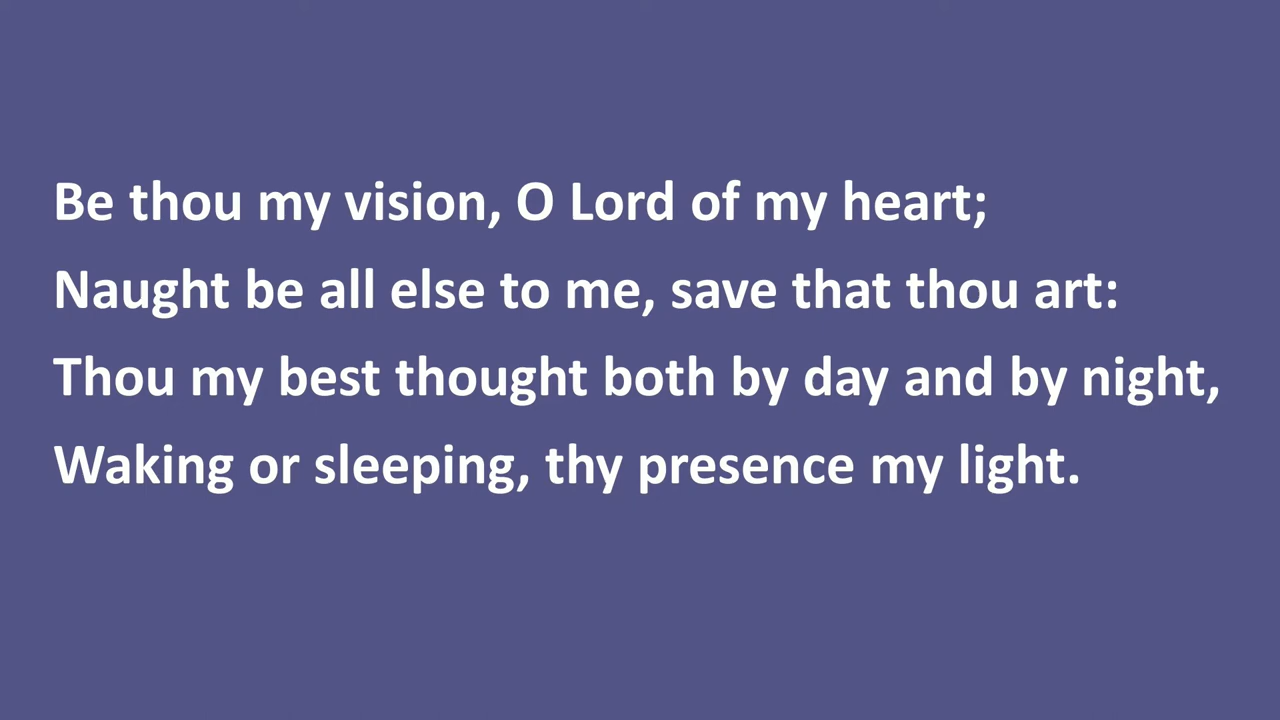 Be thou my vision, O Lord of my heart;
Naught be all else to me, save that thou art:
Thou my best thought both by day and by night,
Waking or sleeping, thy presence my light.